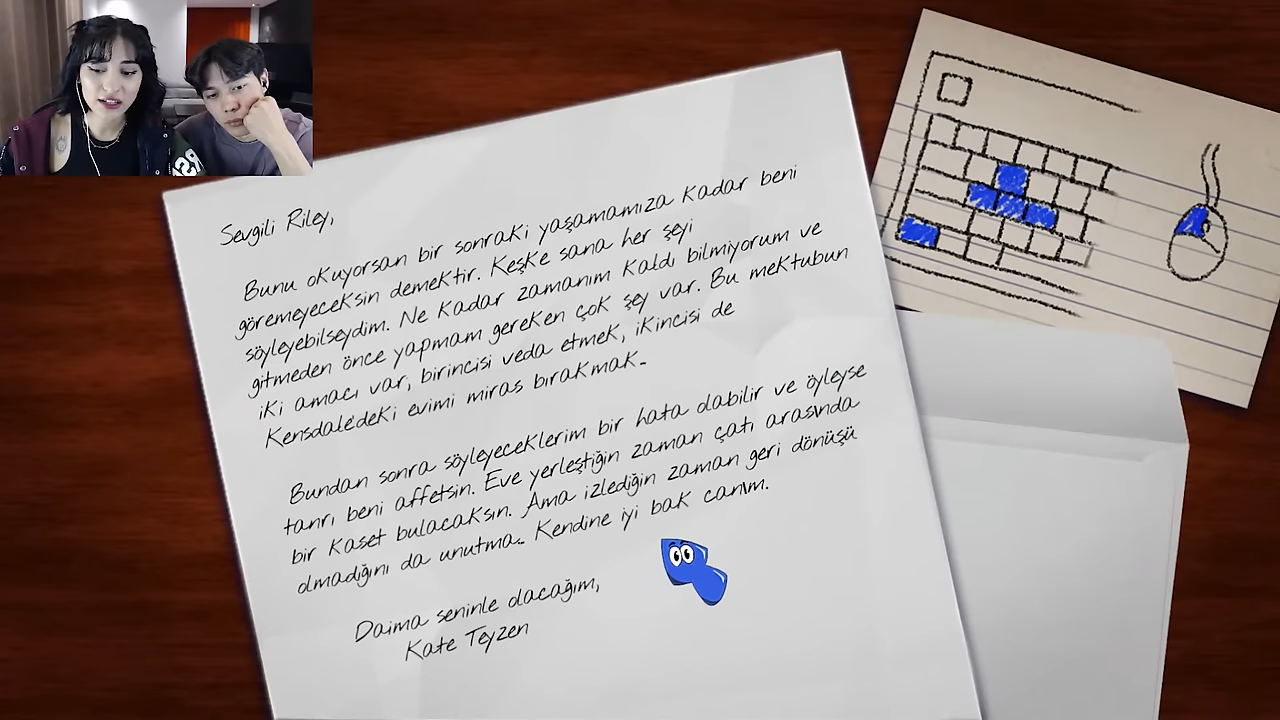 Sevgili Riley,
Bunu okuyorsan bir sonraki yaşamamıza kadar beni
göremeyeceksin demektir. Keşke sana her şeyi
söyleyebilseydim. Ne kadar zamanım kaldı bilmiyorum ve
gitmeden önce yapmam gereken çok şey var. Bu mektubun
iki amacı var, birincisi veda etmek, ikincisi de
Kensdale'deki evimi miras bırakmak...
Bundan sonra söyleyeceklerim bir hata olabilir ve öyleyse
tanrı beni affetsin. Eve yerleştiğin zaman çatı arasında
bir kaset bulacaksın. Ama izlediğin zaman geri dönüşü
olmadığını da unutma... Kendine iyi bak canım.
Daima seninle olacağım,
Kate Teyzen